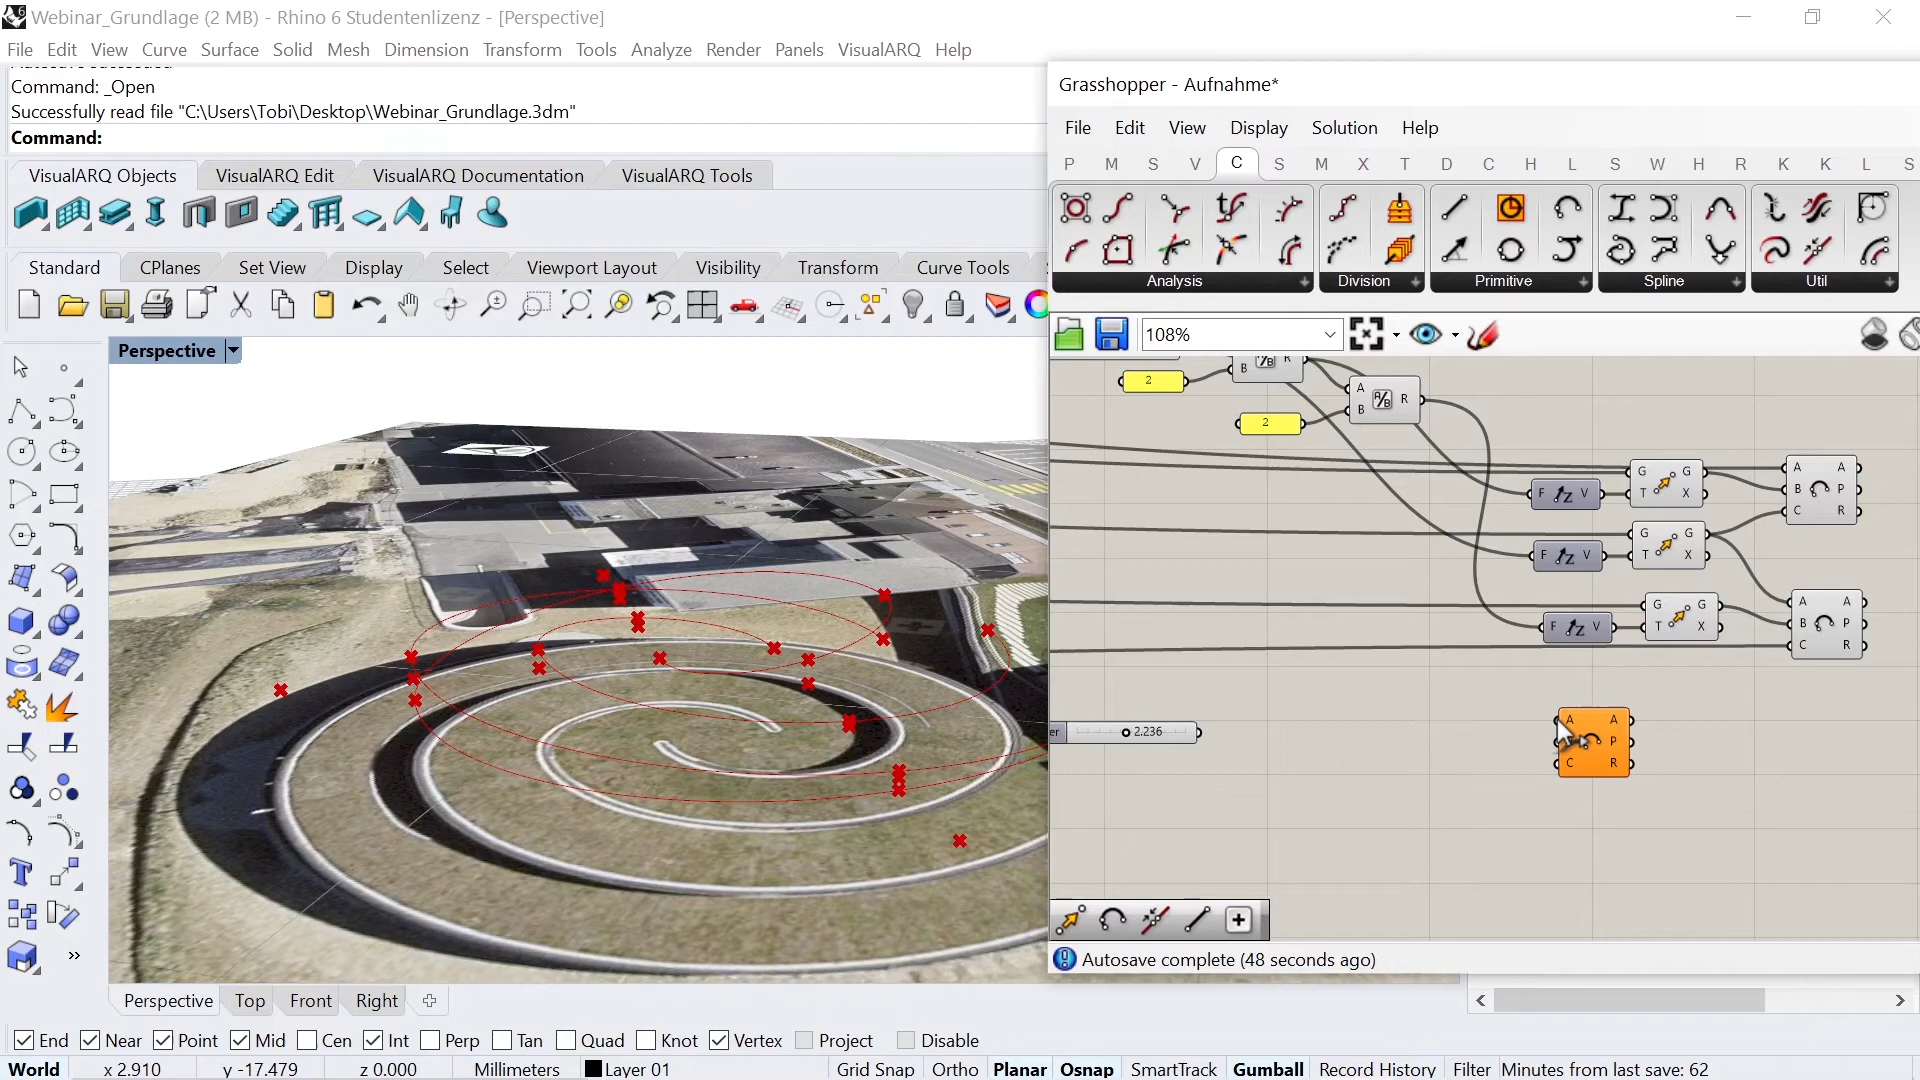 Webinar_Grundlage (2 MB) - Rhino 6 Studentenlizenz - [Perspective]
File Edit View Curve Surface Solid Mesh Dimension Transform Tools Analyze Render Panels VisualARQ Help
Command: _Open
Successfully read file "C:\Users\Tobi\Desktop\Webinar_Grundlage.3dm"
Command:
VisualARQ Objects VisualARQ Edit VisualARQ Documentation VisualARQ Tools
Standard CPlanes Set View Display Select Viewport Layout Visibility Transform Curve Tools
Perspective
Grasshopper - Aufnahme*
File Edit View Display Solution Help
P M S V C S M X T D C H L S W H R K K L S
Analysis Division Primitive Spline Util
108%
B A/B R
2
A B A/B R
2
G T G X
F Z V
A B C A P R
G T G X
F Z V
G T G X
F Z V
A B C A P R
er 2.236
A C A P R
Autosave complete (48 seconds ago)
Perspective Top Front Right
End Near Point Mid Cen Int Perp Tan Quad Knot Vertex Project Disable
World x 2.910 y -17.479 z 0.000 Millimeters Layer 01 Grid Snap Ortho Planar Osnap SmartTrack Gumball Record History Filter Minutes from last save: 62